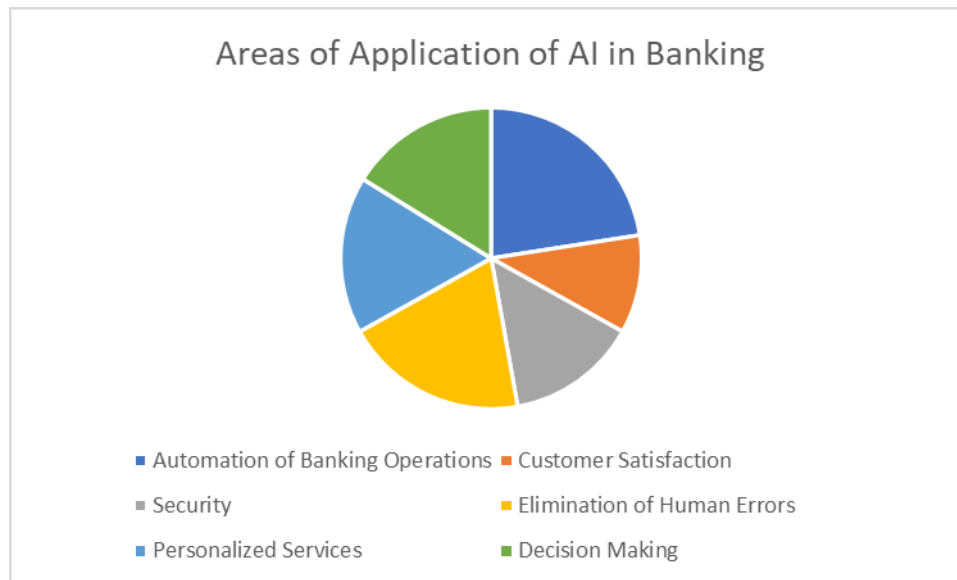 Areas of Application of AI in Banking
Automation of Banking Operations Customer Satisfaction
Security Elimination of Human Errors
Personalized Services Decision Making